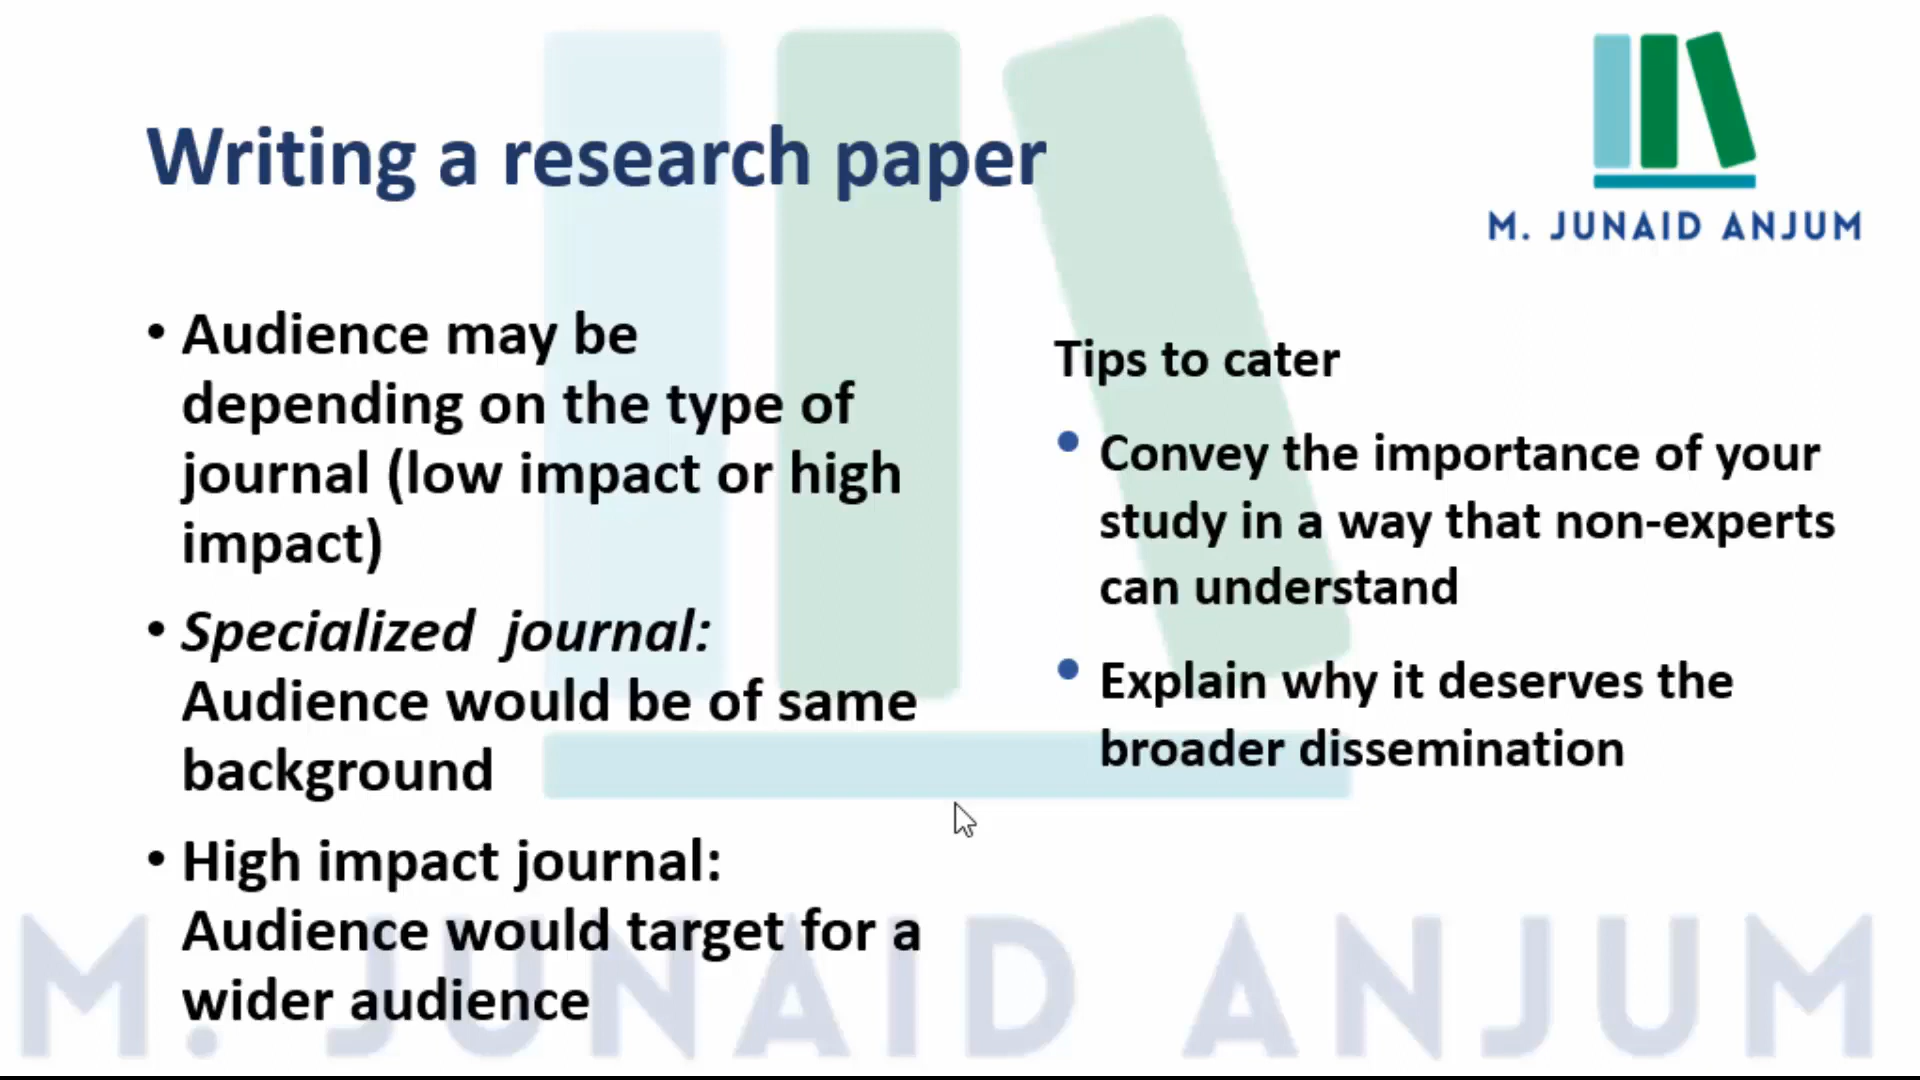 Writing a research paper
M. JUNAID ANJUM
• Audience may be
depending on the type of
journal (low impact or high
impact)
• Specialized journal:
Audience would be of same
background
• High impact journal:
Audience would target for a
wider audience
Tips to cater
• Convey the importance of your
study in a way that non-experts
can understand
• Explain why it deserves the
broader dissemination
M. JUNAID ANJUM